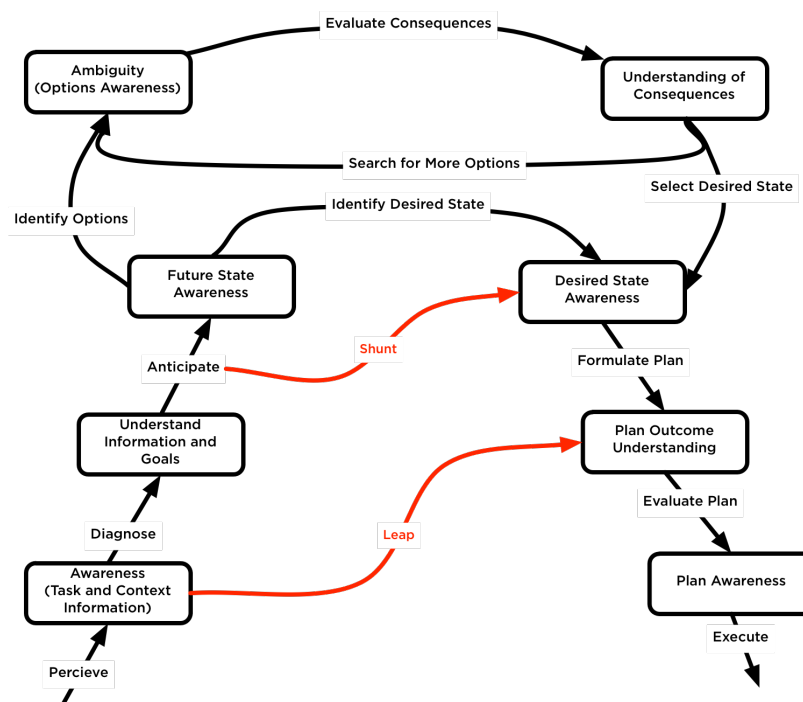 Evaluate Consequences
Ambiguity
(Options Awareness)
Understanding of
Consequences
Search for More Options
Select Desired State
Identify Options
Identify Desired State
Future State
Awareness
Desired State
Awareness
Shunt
Anticipate
Formulate Plan
Understand
Information and
Goals
Plan Outcome
Understanding
Evaluate Plan
Diagnose
Leap
Awareness
(Task and Context
Information)
Plan Awareness
Execute
Percieve